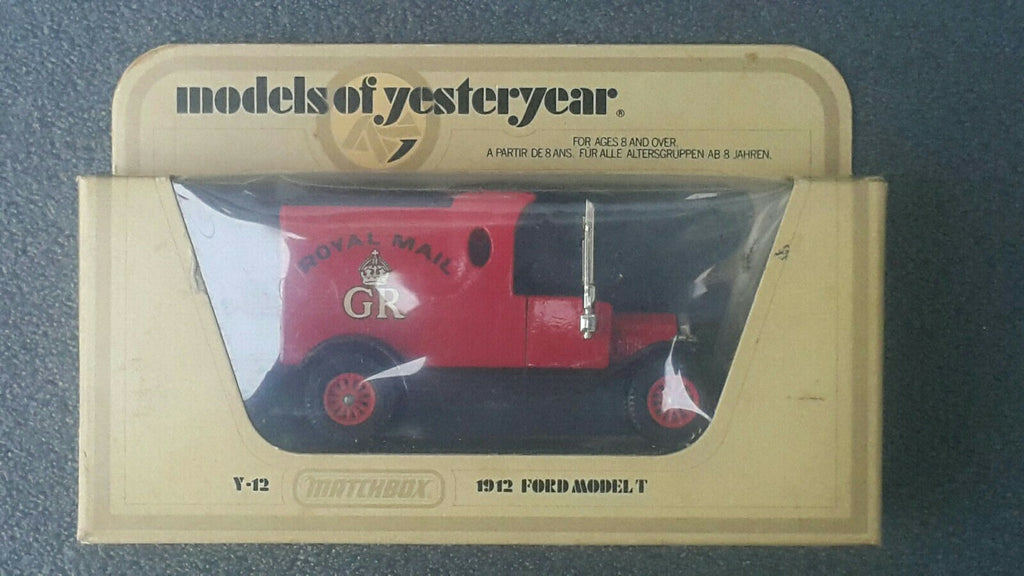 models of yesteryear®
FOR AGES 8 AND OVER.
A PARTIR DE 8 ANS. FÜR ALLE ALTERSGRUPPEN AB 8 JAHREN.
ROYAL MAIL
GR
Y-12 MATCHBOX 1912 FORD MODEL T